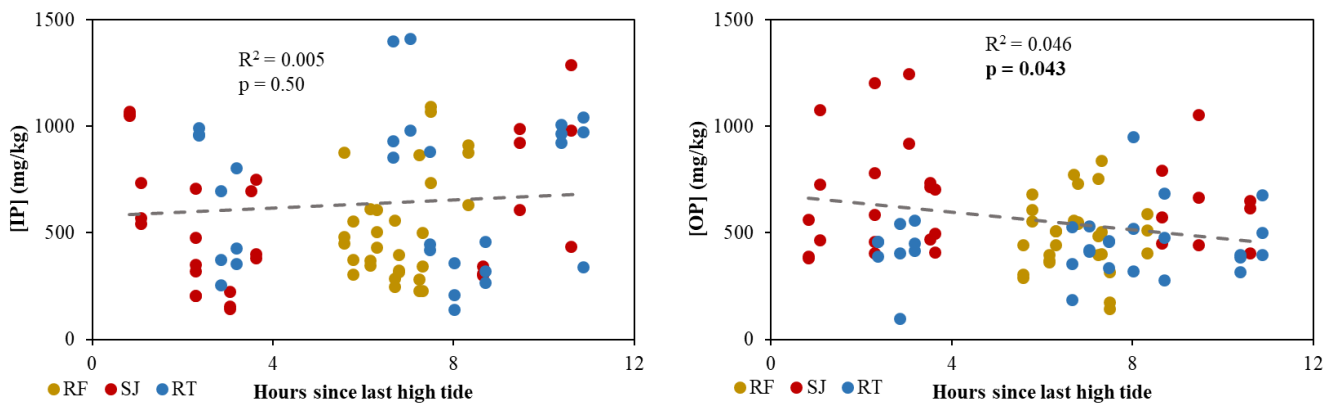 1500
1000
500
0
[IP] (mg/kg)
R² = 0.005
p = 0.50
0 4 8 12
RF SJ RT Hours since last high tide
1500
1000
500
0
[OP] (mg/kg)
R² = 0.046
p = 0.043
0 4 8 12
RF SJ RT Hours since last high tide